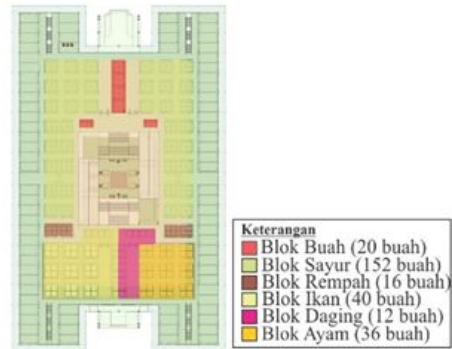 Keterangan
Blok Buah (20 buah)
Blok Sayur (152 buah)
Blok Rempah (16 buah)
Blok Ikan (40 buah)
Blok Daging (12 buah)
Blok Ayam (36 buah)